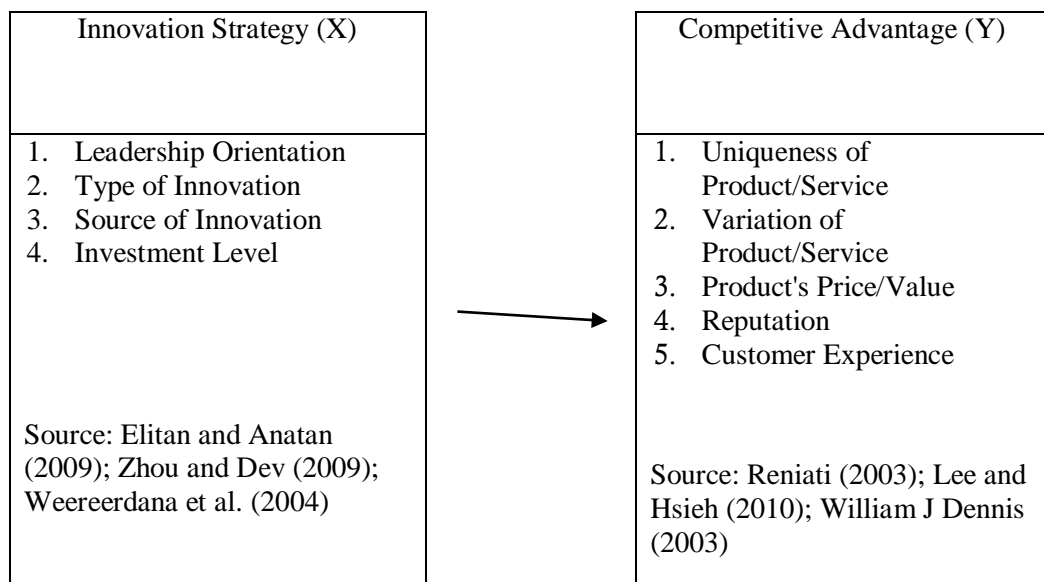 Innovation Strategy (X)
1. Leadership Orientation
2. Type of Innovation
3. Source of Innovation
4. Investment Level
Source: Elitan and Anatan
(2009); Zhou and Dev (2009);
Weereerdana et al. (2004)
Competitive Advantage (Y)
1. Uniqueness of
Product/Service
2. Variation of
Product/Service
3. Product's Price/Value
4. Reputation
5. Customer Experience
Source: Reniati (2003); Lee and
Hsieh (2010); William J Dennis
(2003)